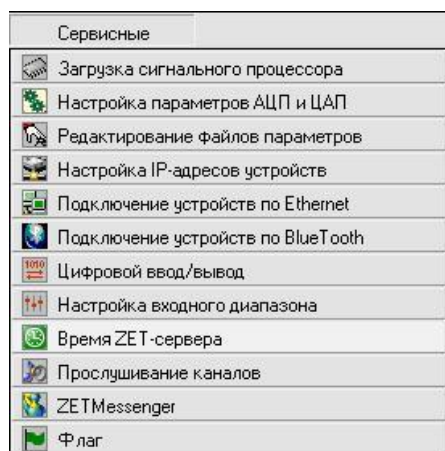 Сервисные
Загрузка сигнального процессора
Настройка параметров АЦП и ЦАП
Редактирование файлов параметров
Настройка IP-адресов устройств
Подключение устройств по Ethernet
Подключение устройств по BlueTooth
1010
Цифровой ввод/вывод
Настройка входного диапазона
Время ZET-сервера
Прослушивание каналов
ZETMessenger
Флаг